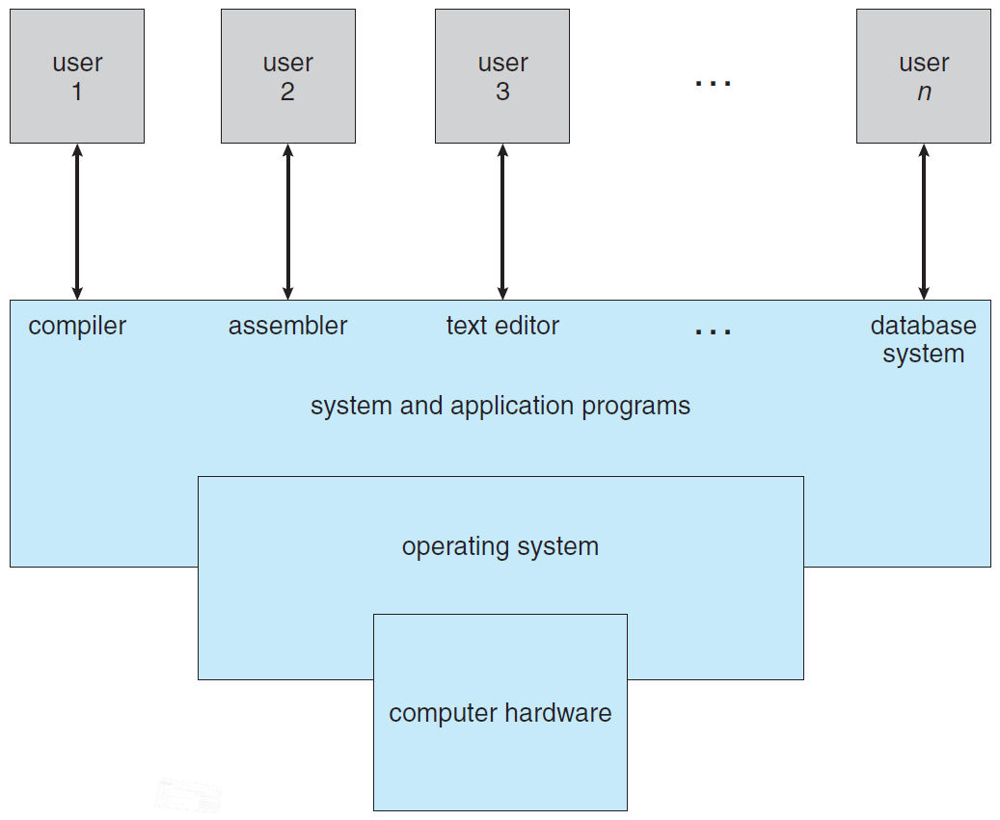 user
1
user
2
user
3
...
user
n
compiler
assembler
text editor
...
database
system
system and application programs
operating system
computer hardware